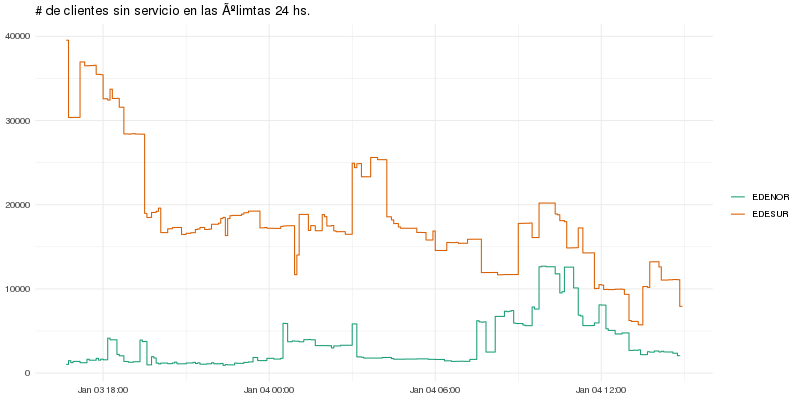 # de clientes sin servicio en las Ãºlimtas 24 hs.
40000
30000
20000
10000
0
Jan 03 18:00
Jan 04 00:00
Jan 04 06:00
Jan 04 12:00
EDENOR
EDESUR